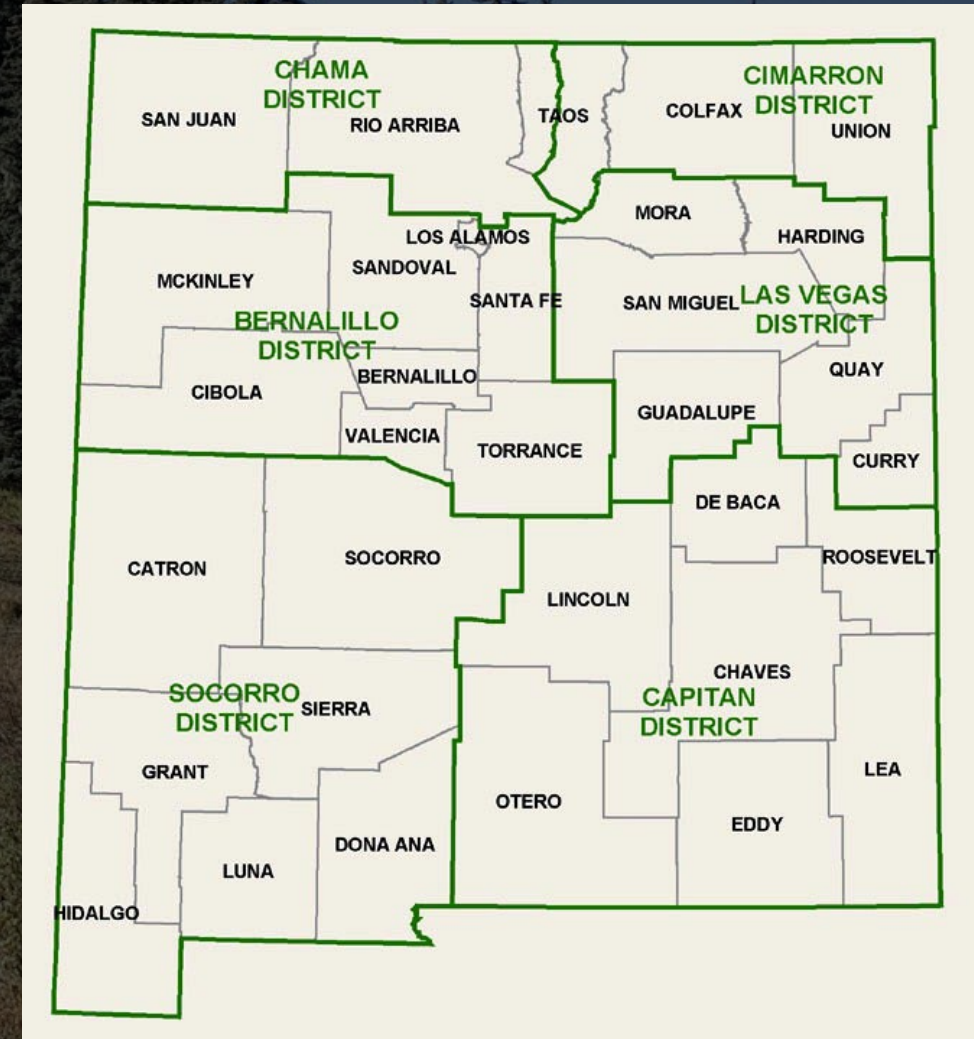 CHAMA
DISTRICT
CIMARRON
DISTRICT
SAN JUAN
RIO ARRIBA
TAOS
COLFAX
UNION
MORA
HARDING
LOS ALAMOS
SANDOVAL
MCKINLEY
SANTA FE
SAN MIGUEL
LAS VEGAS
DISTRICT
BERNALILLO
DISTRICT
BERNALILLO
CIBOLA
QUAY
GUADALUPE
VALENCIA
TORRANCE
CURRY
DE BACA
CATRON
SOCORRO
ROOSEVELT
LINCOLN
CHAVES
SOCORRO
DISTRICT
SIERRA
CAPITAN
DISTRICT
GRANT
LEA
OTERO
EDDY
DONA ANA
LUNA
HIDALGO